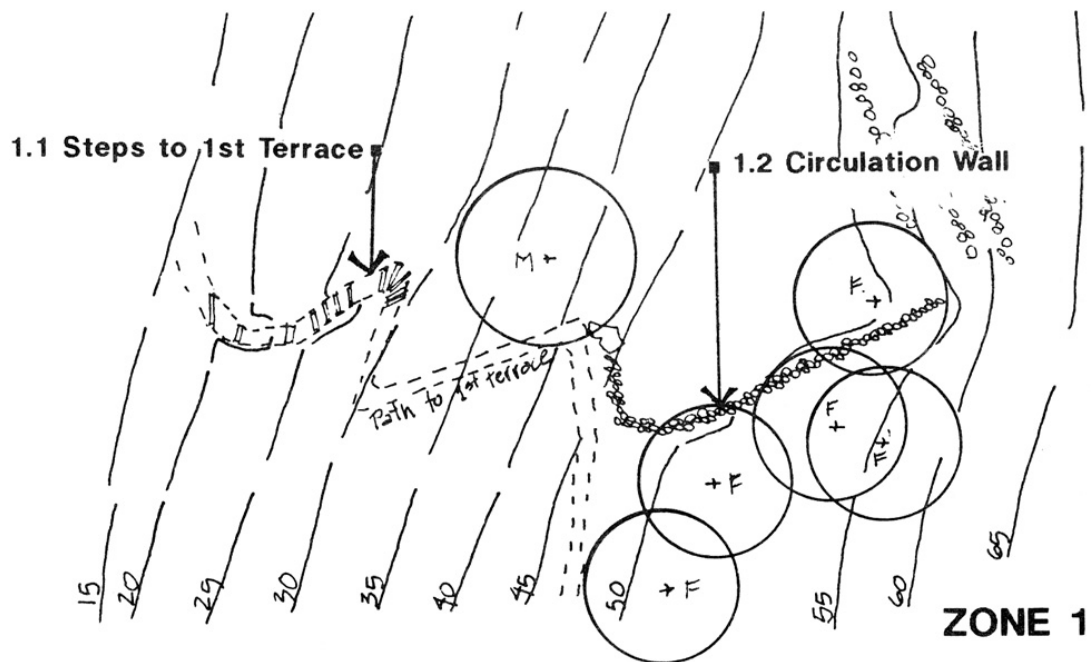 1.1 Steps to 1st Terrace
1.2 Circulation Wall
M
F
Path to 1st terrace
F
F
F
F
15
20
25
30
35
40
45
50
55
60
65
ZONE 1